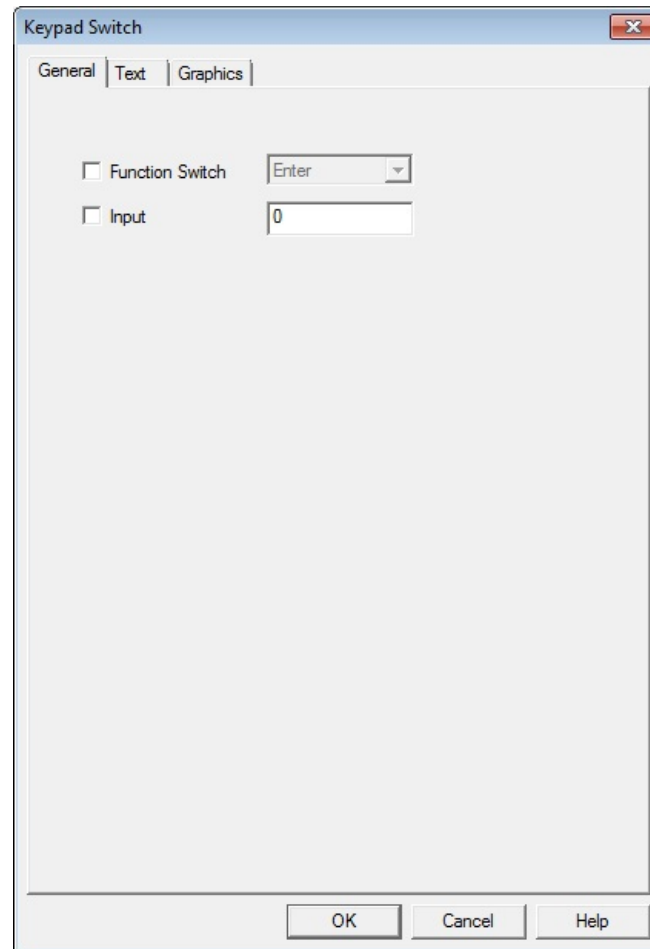 Keypad Switch
General Text Graphics
Function Switch Enter
Input 0
OK Cancel Help